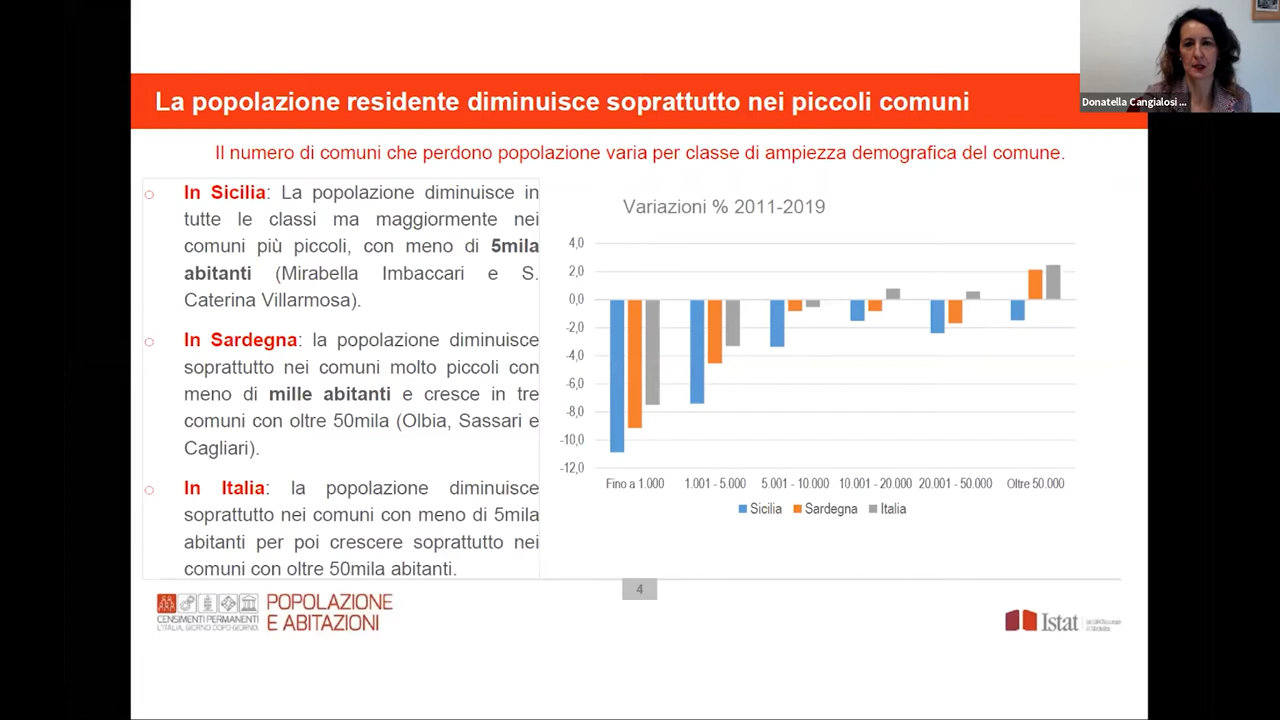 La popolazione residente diminuisce soprattutto nei piccoli comuni
Donatella Cangialosi ...
Il numero di comuni che perdono popolazione varia per classe di ampiezza demografica del comune.
In Sicilia: La popolazione diminuisce in
tutte le classi ma maggiormente nei
comuni più piccoli, con meno di 5mila
abitanti (Mirabella Imbaccari e S.
Caterina Villarmosa).
In Sardegna: la popolazione diminuisce
soprattutto nei comuni molto piccoli con
meno di mille abitanti e cresce in tre
comuni con oltre 50mila (Olbia, Sassari e
Cagliari).
In Italia: la popolazione diminuisce
soprattutto nei comuni con meno di 5mila
abitanti per poi crescere soprattutto nei
comuni con oltre 50mila abitanti.
Variazioni % 2011-2019
4,0
2,0
0,0
-2,0
-4,0
-6,0
-8,0
-10,0
-12,0
Fino a 1.000 1.001 - 5.000 5.001 - 10.000 10.001 - 20.000 20.001 - 50.000 Oltre 50.000
Sicilia Sardegna Italia
4
CENSIMENTI PERMANENTI
L'ITALIA, GIORNO DOPO GIORNO.
POPOLAZIONE
E ABITAZIONI
Istat